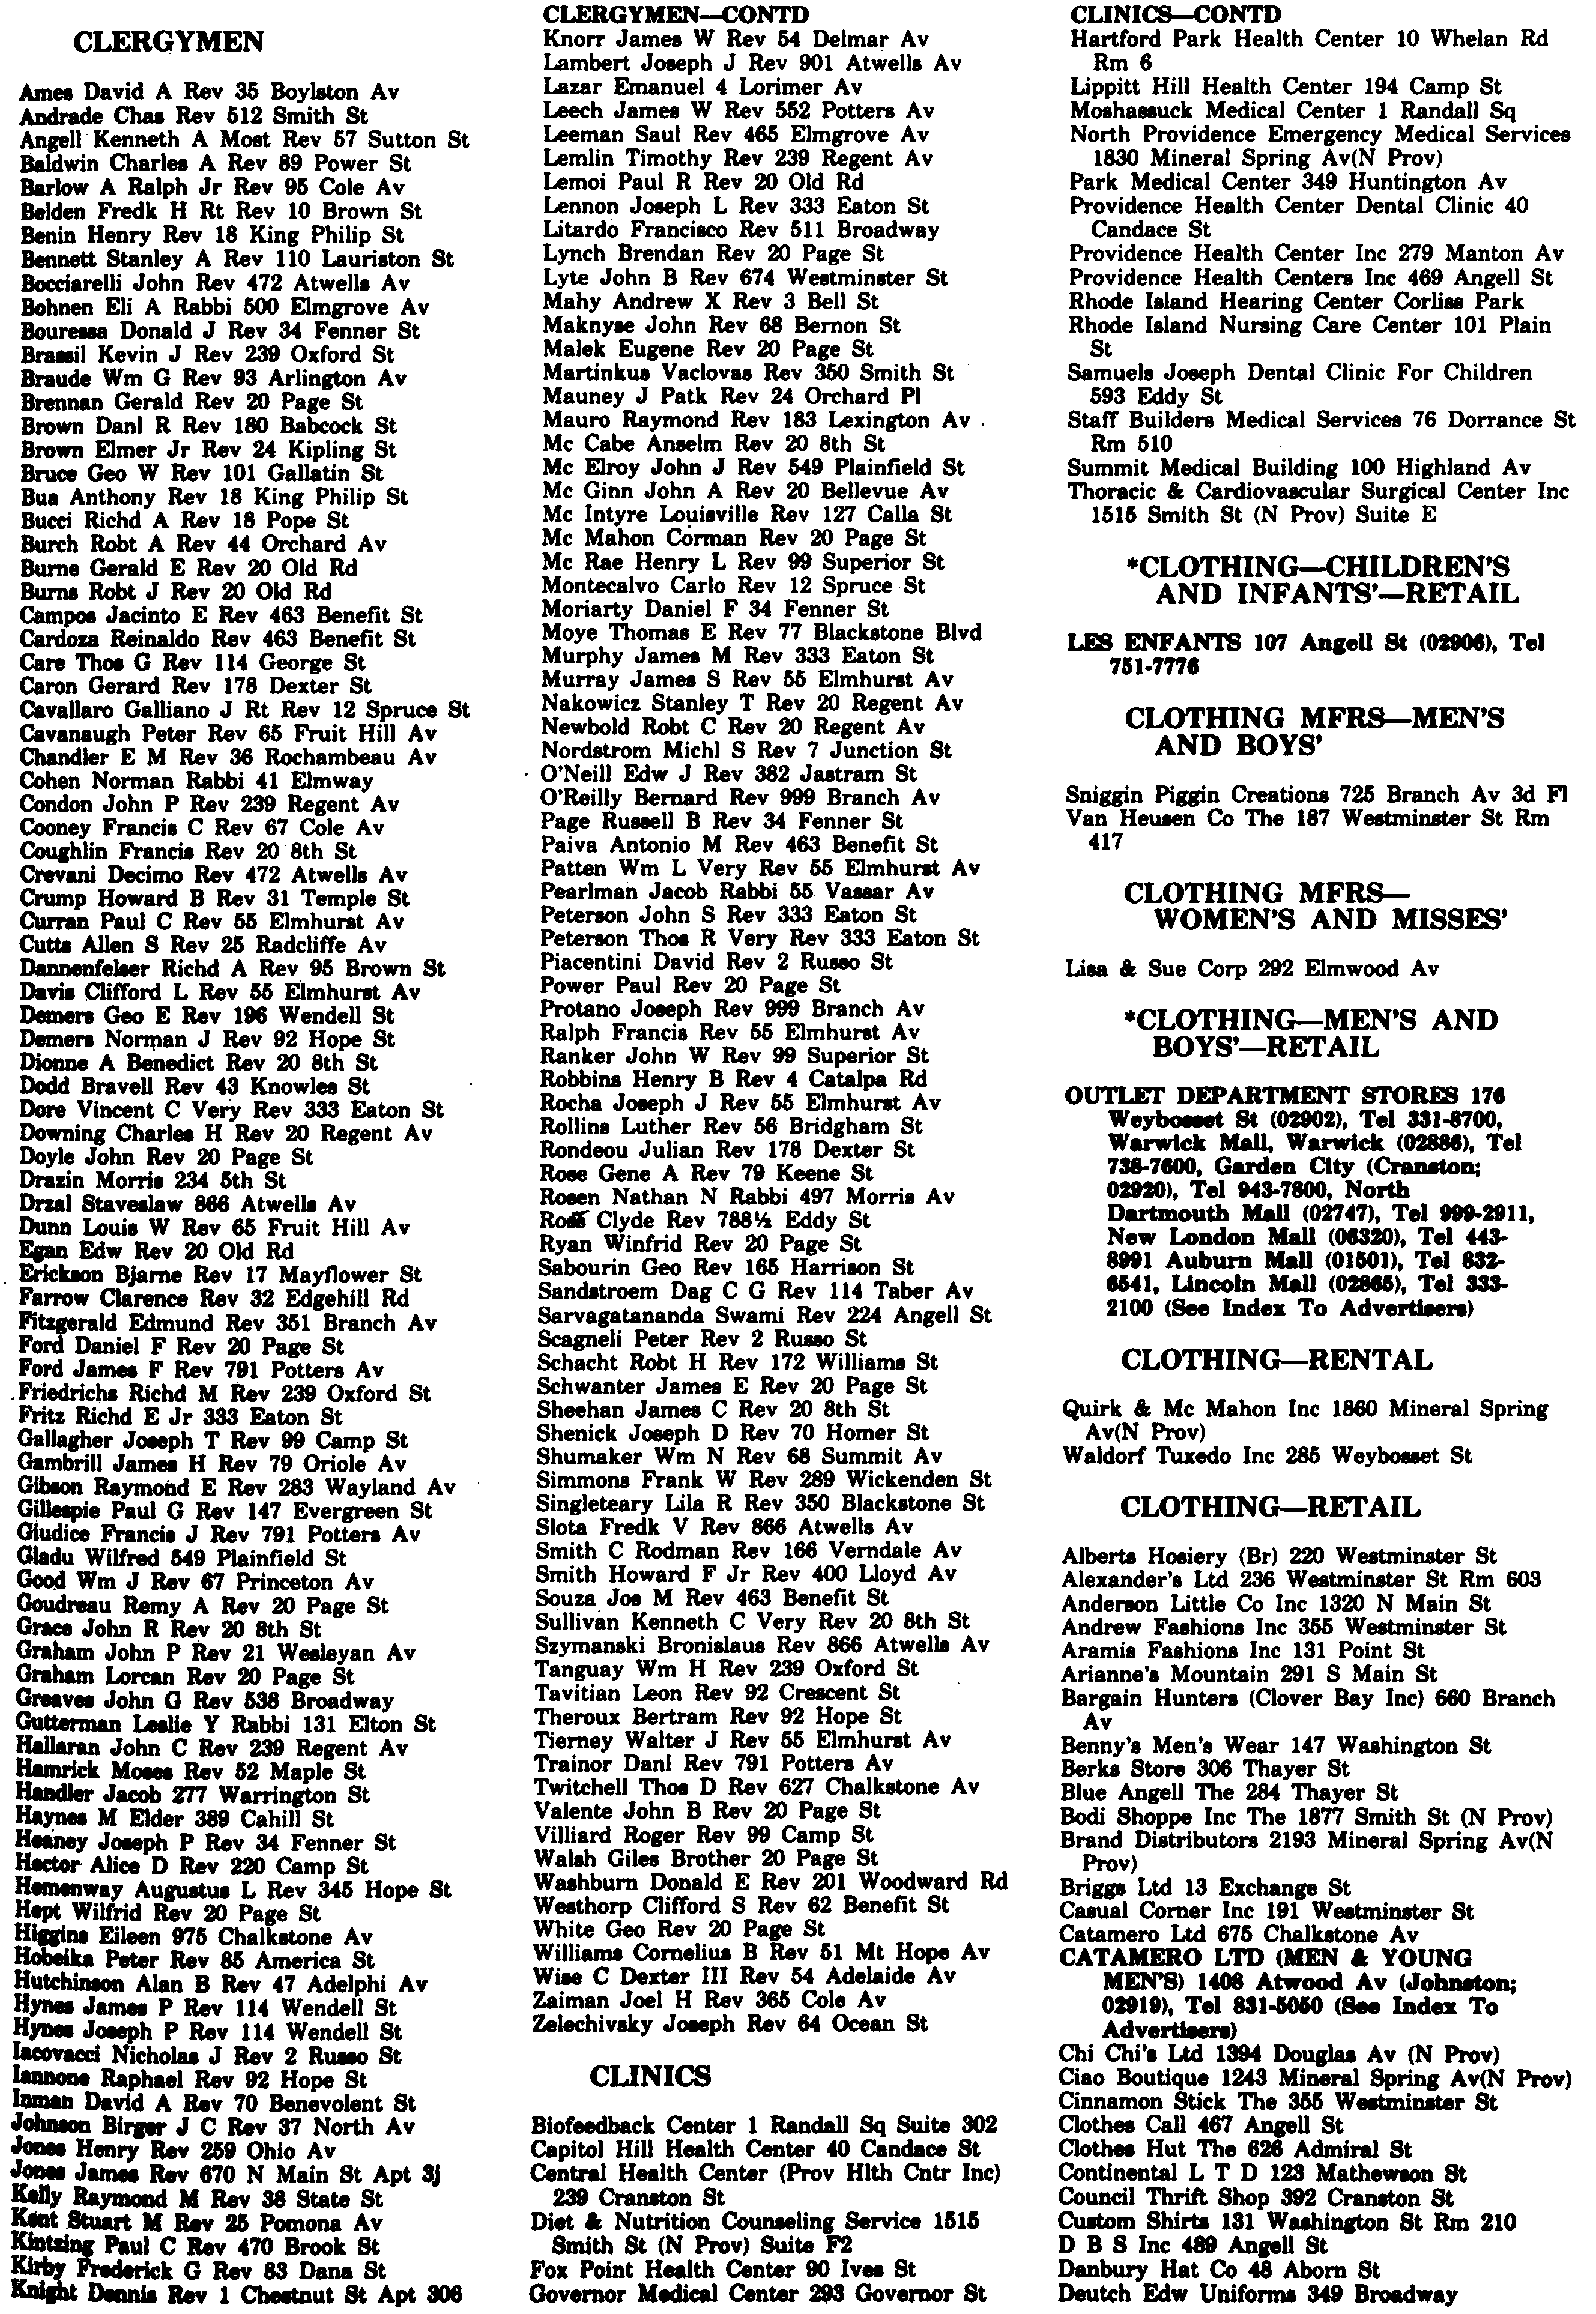 CLERGYMEN
Ames David A Rev 35 Boylston Av
Andrade Chas Rev 512 Smith St
Angell Kenneth A Most Rev 57 Sutton St
Baldwin Charles A Rev 89 Power St
Barlow A Ralph Jr Rev 95 Cole Av
Belden Fredk H Rt Rev 10 Brown St
Benin Henry Rev 18 King Philip St
Bennett Stanley A Rev 110 Lauriston St
Bocciarelli John Rev 472 Atwells Av
Bohnen Eli A Rabbi 500 Elmgrove Av
Bouressa Donald J Rev 34 Fenner St
Brassil Kevin J Rev 239 Oxford St
Braude Wm G Rev 93 Arlington Av
Brennan Gerald Rev 20 Page St
Brown Danl R Rev 180 Babcock St
Brown Elmer Jr Rev 24 Kipling St
Bruce Geo W Rev 101 Gallatin St
Bua Anthony Rev 18 King Philip St
Bucci Richd A Rev 18 Pope St
Burch Robt A Rev 44 Orchard Av
Burne Gerald E Rev 20 Old Rd
Burns Robt J Rev 20 Old Rd
Campos Jacinto E Rev 463 Benefit St
Cardoza Reinaldo Rev 463 Benefit St
Care Thos G Rev 114 George St
Caron Gerard Rev 178 Dexter St
Cavallaro Galliano J Rt Rev 12 Spruce St
Cavanaugh Peter Rev 65 Fruit Hill Av
Chandler E M Rev 36 Rochambeau Av
Cohen Norman Rabbi 41 Elmway
Condon John P Rev 239 Regent Av
Cooney Francis C Rev 67 Cole Av
Coughlin Francis Rev 20 8th St
Crevani Decimo Rev 472 Atwells Av
Crump Howard B Rev 31 Temple St
Curran Paul C Rev 55 Elmhurst Av
Cutts Allen S Rev 25 Radcliffe Av
Dannenfelser Richd A Rev 95 Brown St
Davis Clifford L Rev 55 Elmhurst Av
Demers Geo E Rev 196 Wendell St
Demers Norman J Rev 92 Hope St
Dionne A Benedict Rev 20 8th St
Dodd Bravell Rev 43 Knowles St
Dore Vincent C Very Rev 333 Eaton St
Downing Charles H Rev 20 Regent Av
Doyle John Rev 20 Page St
Drazin Morris 234 5th St
Drzal Staveslaw 866 Atwells Av
Dunn Louis W Rev 65 Fruit Hill Av
Egan Edw Rev 20 Old Rd
Erickson Bjarne Rev 17 Mayflower St
Farrow Clarence Rev 32 Edgehill Rd
Fitzgerald Edmund Rev 351 Branch Av
Ford Daniel F Rev 20 Page St
Ford James F Rev 791 Potters Av
Friedrichs Richd M Rev 239 Oxford St
Fritz Richd E Jr 333 Eaton St
Gallagher Joseph T Rev 99 Camp St
Gambrill James H Rev 79 Oriole Av
Gibson Raymond E Rev 283 Wayland Av
Gillespie Paul G Rev 147 Evergreen St
Giudice Francis J Rev 791 Potters Av
Gladu Wilfred 549 Plainfield St
Good Wm J Rev 67 Princeton Av
Goudreau Remy A Rev 20 Page St
Grace John R Rev 20 8th St
Graham John P Rev 21 Wesleyan Av
Graham Lorcan Rev 20 Page St
Greaves John G Rev 538 Broadway
Gutterman Leslie Y Rabbi 131 Elton St
Hallaran John C Rev 239 Regent Av
Hamrick Moses Rev 52 Maple St
Handler Jacob 277 Warrington St
Haynes M Elder 389 Cahill St
Heaney Joseph P Rev 34 Fenner St
Hector Alice D Rev 220 Camp St
Hemenway Augustus L Rev 345 Hope St
Hept Wilfrid Rev 20 Page St
Higgins Eileen 975 Chalkstone Av
Hobeika Peter Rev 85 America St
Hutchinson Alan B Rev 47 Adelphi Av
Hynes James P Rev 114 Wendell St
Hynes Joseph P Rev 114 Wendell St
Iacovacci Nicholas J Rev 2 Russo St
Iannone Raphael Rev 92 Hope St
Inman David A Rev 70 Benevolent St
Johnson Birger J C Rev 37 North Av
Jones Henry Rev 259 Ohio Av
Jones James Rev 670 N Main St Apt 3j
Kelly Raymond M Rev 38 State St
Kent Stuart M Rev 25 Pomona Av
Kintzing Paul C Rev 470 Brook St
Kirby Frederick G Rev 83 Dana St
Knight Dennis Rev 1 Chestnut St Apt 306
CLERGYMEN—CONTD
Knorr James W Rev 54 Delmar Av
Lambert Joseph J Rev 901 Atwells Av
Lazar Emanuel 4 Lorimer Av
Leech James W Rev 552 Potters Av
Leeman Saul Rev 465 Elmgrove Av
Lemlin Timothy Rev 239 Regent Av
Lemoi Paul R Rev 20 Old Rd
Lennon Joseph L Rev 333 Eaton St
Litardo Francisco Rev 511 Broadway
Lynch Brendan Rev 20 Page St
Lyte John B Rev 674 Westminster St
Mahy Andrew X Rev 3 Bell St
Maknyse John Rev 68 Bernon St
Malek Eugene Rev 20 Page St
Martinkus Vaclovas Rev 350 Smith St
Mauney J Patk Rev 24 Orchard Pl
Mauro Raymond Rev 183 Lexington Av
Mc Cabe Anselm Rev 20 8th St
Mc Elroy John J Rev 549 Plainfield St
Mc Ginn John A Rev 20 Bellevue Av
Mc Intyre Louisville Rev 127 Calla St
Mc Mahon Corman Rev 20 Page St
Mc Rae Henry L Rev 99 Superior St
Montecalvo Carlo Rev 12 Spruce St
Moriarty Daniel F 34 Fenner St
Moye Thomas E Rev 77 Blackstone Blvd
Murphy James M Rev 333 Eaton St
Murray James S Rev 55 Elmhurst Av
Nakowicz Stanley T Rev 20 Regent Av
Newbold Robt C Rev 20 Regent Av
Nordstrom Michl S Rev 7 Junction St
O'Neill Edw J Rev 382 Jastram St
O'Reilly Bernard Rev 999 Branch Av
Page Russell B Rev 34 Fenner St
Paiva Antonio M Rev 463 Benefit St
Patten Wm L Very Rev 55 Elmhurst Av
Pearlman Jacob Rabbi 55 Vassar Av
Peterson John S Rev 333 Eaton St
Peterson Thos R Very Rev 333 Eaton St
Piacentini David Rev 2 Russo St
Power Paul Rev 20 Page St
Protano Joseph Rev 999 Branch Av
Ralph Francis Rev 55 Elmhurst Av
Ranker John W Rev 99 Superior St
Robbins Henry B Rev 4 Catalpa Rd
Rocha Joseph J Rev 55 Elmhurst Av
Rollins Luther Rev 56 Bridgham St
Rondeou Julian Rev 178 Dexter St
Rose Gene A Rev 79 Keene St
Rosen Nathan N Rabbi 497 Morris Av
Ross Clyde Rev 788½ Eddy St
Ryan Winfrid Rev 20 Page St
Sabourin Geo Rev 165 Harrison St
Sandstroem Dag C G Rev 114 Taber Av
Sarvagatananda Swami Rev 224 Angell St
Scagneli Peter Rev 2 Russo St
Schacht Robt H Rev 172 Williams St
Schwanter James E Rev 20 Page St
Sheehan James C Rev 20 8th St
Shenick Joseph D Rev 70 Homer St
Shumaker Wm N Rev 68 Summit Av
Simmons Frank W Rev 289 Wickenden St
Singleteary Lila R Rev 350 Blackstone St
Slota Fredk V Rev 866 Atwells Av
Smith C Rodman Rev 166 Verndale Av
Smith Howard F Jr Rev 400 Lloyd Av
Souza Jos M Rev 463 Benefit St
Sullivan Kenneth C Very Rev 20 8th St
Szymanski Bronislaus Rev 866 Atwells Av
Tanguay Wm H Rev 239 Oxford St
Tavitian Leon Rev 92 Crescent St
Theroux Bertram Rev 92 Hope St
Tierney Walter J Rev 55 Elmhurst Av
Trainor Danl Rev 791 Potters Av
Twitchell Thos D Rev 627 Chalkstone Av
Valente John B Rev 20 Page St
Villiard Roger Rev 99 Camp St
Walsh Giles Brother 20 Page St
Washburn Donald E Rev 201 Woodward Rd
Westhorp Clifford S Rev 62 Benefit St
White Geo Rev 20 Page St
Williams Cornelius B Rev 51 Mt Hope Av
Wise C Dexter III Rev 54 Adelaide Av
Zaiman Joel H Rev 365 Cole Av
Zelechivsky Joseph Rev 64 Ocean St
CLINICS
Biofeedback Center 1 Randall Sq Suite 302
Capitol Hill Health Center 40 Candace St
Central Health Center (Prov Hlth Cntr Inc)
239 Cranston St
Diet & Nutrition Counseling Service 1515
Smith St (N Prov) Suite F2
Fox Point Health Center 90 Ives St
Governor Medical Center 293 Governor St
CLINICS—CONTD
Hartford Park Health Center 10 Whelan Rd
Rm 6
Lippitt Hill Health Center 194 Camp St
Moshassuck Medical Center 1 Randall Sq
North Providence Emergency Medical Services
1830 Mineral Spring Av(N Prov)
Park Medical Center 349 Huntington Av
Providence Health Center Dental Clinic 40
Candace St
Providence Health Center Inc 279 Manton Av
Providence Health Centers Inc 469 Angell St
Rhode Island Hearing Center Corliss Park
Rhode Island Nursing Care Center 101 Plain
St
Samuels Joseph Dental Clinic For Children
593 Eddy St
Staff Builders Medical Services 76 Dorrance St
Rm 510
Summit Medical Building 100 Highland Av
Thoracic & Cardiovascular Surgical Center Inc
1515 Smith St (N Prov) Suite E
*CLOTHING—CHILDREN'S
AND INFANTS'—RETAIL
LES ENFANTS 107 Angell St (02906), Tel
751-7776
CLOTHING MFRS—MEN'S
AND BOYS'
Sniggin Piggin Creations 725 Branch Av 3d Fl
Van Heusen Co The 187 Westminster St Rm
417
CLOTHING MFRS—
WOMEN'S AND MISSES'
Lisa & Sue Corp 292 Elmwood Av
*CLOTHING—MEN'S AND
BOYS'—RETAIL
OUTLET DEPARTMENT STORES 176
Weybosset St (02902), Tel 331-8700,
Warwick Mall, Warwick (02886), Tel
738-7600, Garden City (Cranston;
02920), Tel 943-7800, North
Dartmouth Mall (02747), Tel 999-2911,
New London Mall (06320), Tel 443-
8991 Auburn Mall (01501), Tel 832-
6541, Lincoln Mall (02865), Tel 333-
2100 (See Index To Advertisers)
CLOTHING—RENTAL
Quirk & Mc Mahon Inc 1860 Mineral Spring
Av(N Prov)
Waldorf Tuxedo Inc 285 Weybosset St
CLOTHING—RETAIL
Alberts Hosiery (Br) 220 Westminster St
Alexander's Ltd 236 Westminster St Rm 603
Anderson Little Co Inc 1320 N Main St
Andrew Fashions Inc 355 Westminster St
Aramis Fashions Inc 131 Point St
Arianne's Mountain 291 S Main St
Bargain Hunters (Clover Bay Inc) 660 Branch
Av
Benny's Men's Wear 147 Washington St
Berks Store 306 Thayer St
Blue Angell The 284 Thayer St
Bodi Shoppe Inc The 1877 Smith St (N Prov)
Brand Distributors 2193 Mineral Spring Av(N
Prov)
Briggs Ltd 13 Exchange St
Casual Corner Inc 191 Westminster St
Catamero Ltd 675 Chalkstone Av
CATAMERO LTD (MEN & YOUNG
MEN'S) 1408 Atwood Av (Johnston;
02919), Tel 831-5050 (See Index To
Advertisers)
Chi Chi's Ltd 1394 Douglas Av (N Prov)
Ciao Boutique 1243 Mineral Spring Av(N Prov)
Cinnamon Stick The 355 Westminster St
Clothes Call 467 Angell St
Clothes Hut The 626 Admiral St
Continental L T D 123 Mathewson St
Council Thrift Shop 392 Cranston St
Custom Shirts 131 Washington St Rm 210
D B S Inc 489 Angell St
Danbury Hat Co 48 Aborn St
Deutch Edw Uniforms 349 Broadway